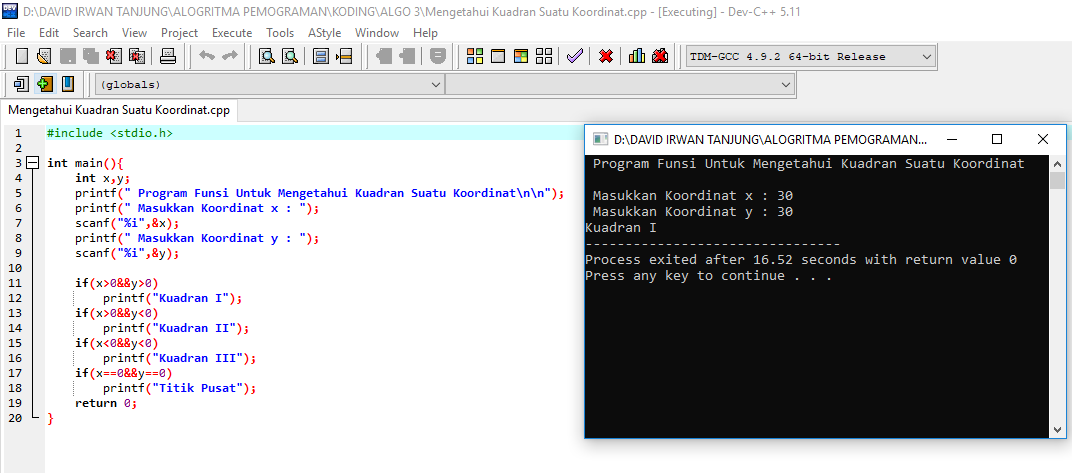 D:\DAVID IRWAN TANJUNG\ALOGRITMA PEMOGRAMAN\KODING\ALGO 3\Mengetahui Kuadran Suatu Koordinat.cpp - [Executing] - Dev-C++ 5.11
File Edit Search View Project Execute Tools AStyle Window Help
TDM-GCC 4.9.2 64-bit Release
(globals)
Mengetahui Kuadran Suatu Koordinat.cpp
1 #include <stdio.h>
2
3 int main(){
4 int x,y;
5 printf(" Program Funsi Untuk Mengetahui Kuadran Suatu Koordinat\n\n");
6 printf(" Masukkan Koordinat x : ");
7 scanf("%i",&x);
8 printf(" Masukkan Koordinat y : ");
9 scanf("%i",&y);
10
11 if(x>0&&y>0)
12 printf("Kuadran I");
13 if(x>0&&y<0)
14 printf("Kuadran II");
15 if(x<0&&y<0)
16 printf("Kuadran III");
17 if(x==0&&y==0)
18 printf("Titik Pusat");
19 return 0;
20 }
D:\DAVID IRWAN TANJUNG\ALOGRITMA PEMOGRAMAN...
Program Funsi Untuk Mengetahui Kuadran Suatu Koordinat
Masukkan Koordinat x : 30
Masukkan Koordinat y : 30
Kuadran I
--------------------------------
Process exited after 16.52 seconds with return value 0
Press any key to continue . . .